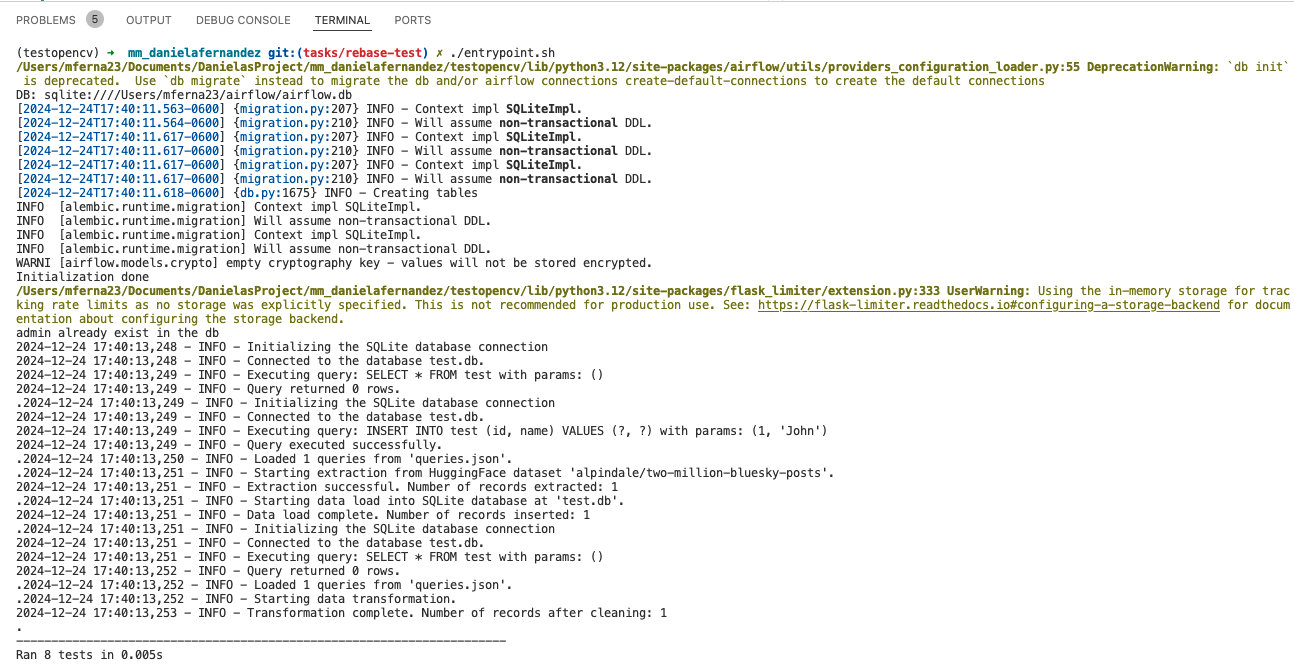 PROBLEMS 5 OUTPUT DEBUG CONSOLE TERMINAL PORTS
(testopencv) → mm_danielafernandez git:(tasks/rebase-test) ✗ ./entrypoint.sh
/Users/mferna23/Documents/DanielasProject/mm_danielafernandez/testopencv/lib/python3.12/site-packages/airflow/utils/providers_configuration_loader.py:55 DeprecationWarning: `db init`
 is deprecated.  Use `db migrate` instead to migrate the db and/or airflow connections create-default-connections to create the default connections
DB: sqlite:////Users/mferna23/airflow/airflow.db
[2024-12-24T17:40:11.563-0600] {migration.py:207} INFO - Context impl SQLiteImpl.
[2024-12-24T17:40:11.564-0600] {migration.py:210} INFO - Will assume non-transactional DDL.
[2024-12-24T17:40:11.617-0600] {migration.py:207} INFO - Context impl SQLiteImpl.
[2024-12-24T17:40:11.617-0600] {migration.py:210} INFO - Will assume non-transactional DDL.
[2024-12-24T17:40:11.617-0600] {migration.py:207} INFO - Context impl SQLiteImpl.
[2024-12-24T17:40:11.617-0600] {migration.py:210} INFO - Will assume non-transactional DDL.
[2024-12-24T17:40:11.618-0600] {db.py:1675} INFO - Creating tables
INFO  [alembic.runtime.migration] Context impl SQLiteImpl.
INFO  [alembic.runtime.migration] Will assume non-transactional DDL.
INFO  [alembic.runtime.migration] Context impl SQLiteImpl.
INFO  [alembic.runtime.migration] Will assume non-transactional DDL.
WARNI [airflow.models.crypto] empty cryptography key - values will not be stored encrypted.
Initialization done
/Users/mferna23/Documents/DanielasProject/mm_danielafernandez/testopencv/lib/python3.12/site-packages/flask_limiter/extension.py:333 UserWarning: Using the in-memory storage for trac
king rate limits as no storage was explicitly specified. This is not recommended for production use. See: https://flask-limiter.readthedocs.io#configuring-a-storage-backend for docum
entation about configuring the storage backend.
admin already exist in the db
2024-12-24 17:40:13,248 - INFO - Initializing the SQLite database connection
2024-12-24 17:40:13,248 - INFO - Connected to the database test.db.
2024-12-24 17:40:13,249 - INFO - Executing query: SELECT * FROM test with params: ()
2024-12-24 17:40:13,249 - INFO - Query returned 0 rows.
.2024-12-24 17:40:13,249 - INFO - Initializing the SQLite database connection
2024-12-24 17:40:13,249 - INFO - Connected to the database test.db.
2024-12-24 17:40:13,249 - INFO - Executing query: INSERT INTO test (id, name) VALUES (?, ?) with params: (1, 'John')
2024-12-24 17:40:13,249 - INFO - Query executed successfully.
.2024-12-24 17:40:13,250 - INFO - Loaded 1 queries from 'queries.json'.
.2024-12-24 17:40:13,251 - INFO - Starting extraction from HuggingFace dataset 'alpindale/two-million-bluesky-posts'.
2024-12-24 17:40:13,251 - INFO - Extraction successful. Number of records extracted: 1
.2024-12-24 17:40:13,251 - INFO - Starting data load into SQLite database at 'test.db'.
2024-12-24 17:40:13,251 - INFO - Data load complete. Number of records inserted: 1
.2024-12-24 17:40:13,251 - INFO - Initializing the SQLite database connection
2024-12-24 17:40:13,251 - INFO - Connected to the database test.db.
2024-12-24 17:40:13,251 - INFO - Executing query: SELECT * FROM test with params: ()
2024-12-24 17:40:13,252 - INFO - Query returned 0 rows.
.2024-12-24 17:40:13,252 - INFO - Loaded 1 queries from 'queries.json'.
.2024-12-24 17:40:13,252 - INFO - Starting data transformation.
2024-12-24 17:40:13,253 - INFO - Transformation complete. Number of records after cleaning: 1
.
----------------------------------------------------------------------
Ran 8 tests in 0.005s